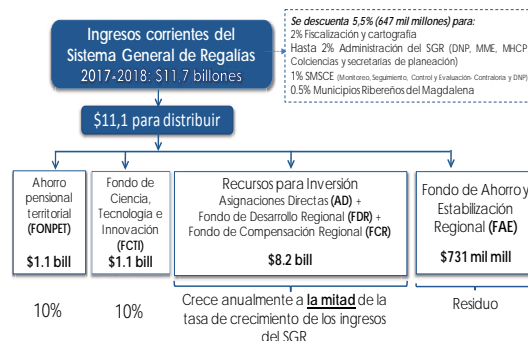 Ingresos corrientes del
Sistema General de Regalías
2017-2018: $11,7 billones
Se descuenta 5,5% (647 mil millones) para:
2% Fiscalización y cartografía
Hasta 2% Administración del SGR (DNP, MME, MHCP
Colciencias y secretarias de planeación)
1% SMSCE (Monitoreo, Seguimiento, Control y Evaluación- Contraloría y DNP)
0.5% Municipios Ribereños del Magdalena
$11,1 para distribuir
Ahorro
pensional
territorial
(FONPET)
$1.1 bill
Fondo de
Ciencia,
Tecnología e
Innovación
(FCTI)
$1.1 bill
Recursos para Inversión
Asignaciones Directas (AD) +
Fondo de Desarrollo Regional (FDR) +
Fondo de Compensación Regional (FCR)
$8.2 bill
Fondo de Ahorro y
Estabilización
Regional (FAE)
$731 mil mill
10%
10%
Crece anualmente a la mitad de la
tasa de crecimiento de los ingresos
del SGR
Residuo